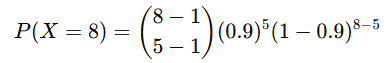 P(X = 8) = \binom{8 − 1}{5 − 1}(0.9)^5(1 − 0.9)^{8−5}